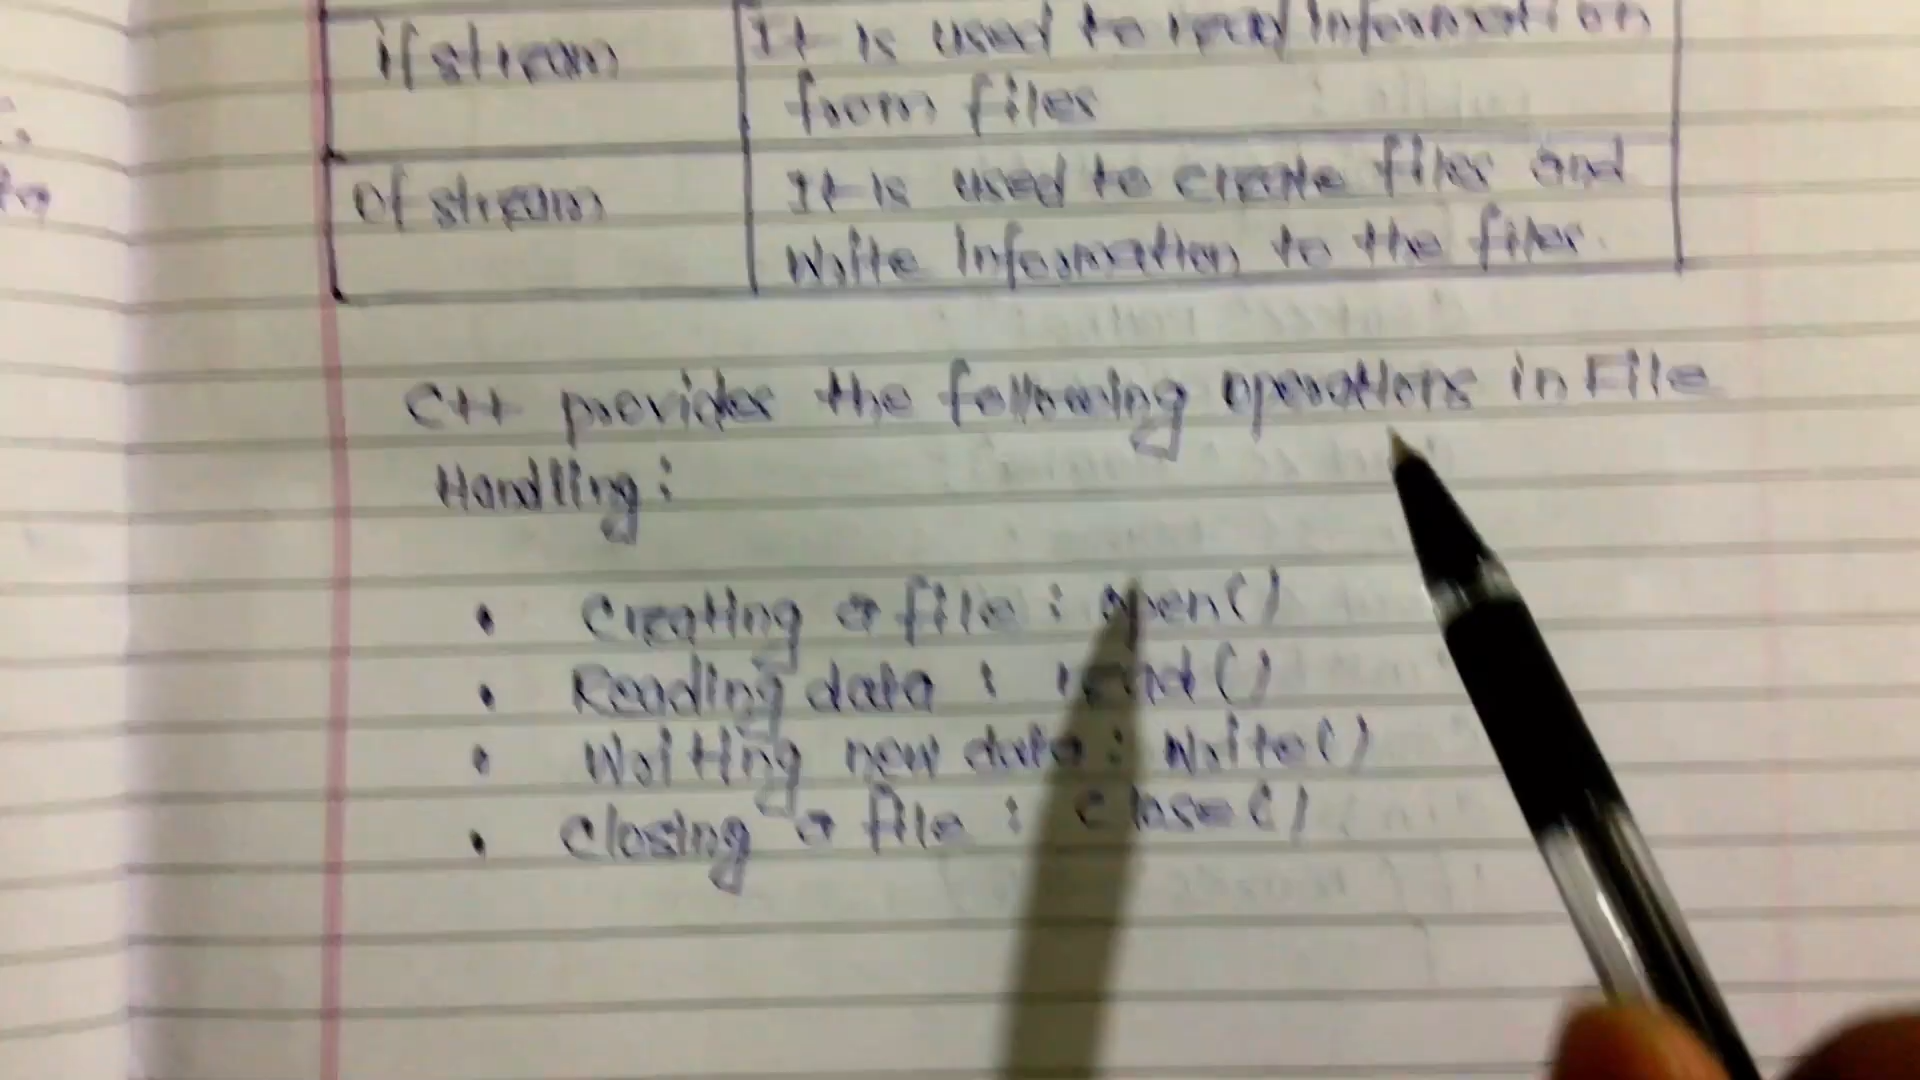 ifstream
It is used to read information
from files
ofstream
It is used to create files and
Write information to the files.
C++ provides the following operations in File
Handling:
• Creating a file : open()
• Reading data : read()
• Writing new data : write()
• Closing a file : close()